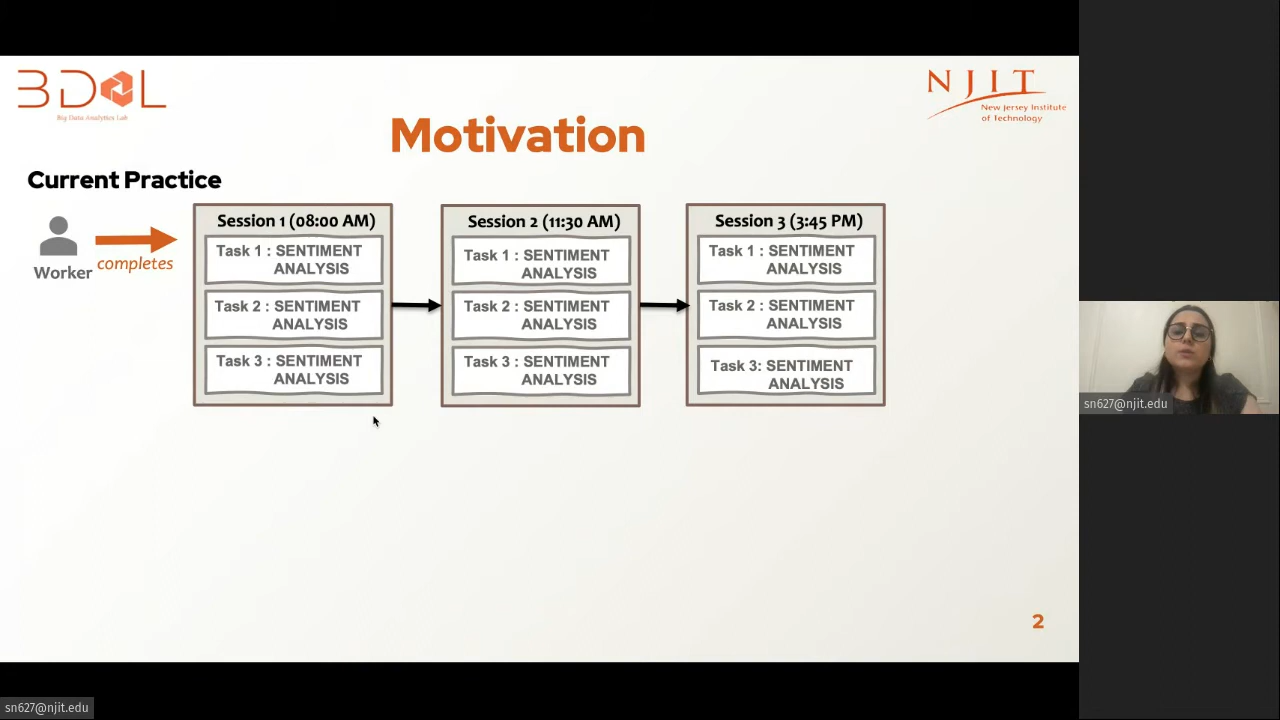 BDAL
Big Data Analytics Lab
NJIT
New Jersey Institute
of Technology
Motivation
Current Practice
Worker
completes
Session 1 (08:00 AM)
Task 1 : SENTIMENT
ANALYSIS
Task 2 : SENTIMENT
ANALYSIS
Task 3 : SENTIMENT
ANALYSIS
Session 2 (11:30 AM)
Task 1 : SENTIMENT
ANALYSIS
Task 2 : SENTIMENT
ANALYSIS
Task 3 : SENTIMENT
ANALYSIS
Session 3 (3:45 PM)
Task 1 : SENTIMENT
ANALYSIS
Task 2 : SENTIMENT
ANALYSIS
Task 3: SENTIMENT
ANALYSIS
sn627@njit.edu
2
sn627@njit.edu